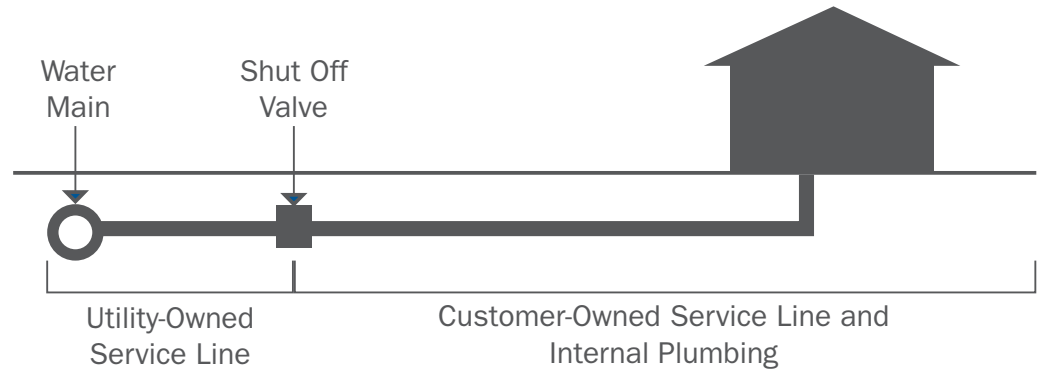 Water
Main
Shut Off
Valve
Utility-Owned
Service Line
Customer-Owned Service Line and
Internal Plumbing